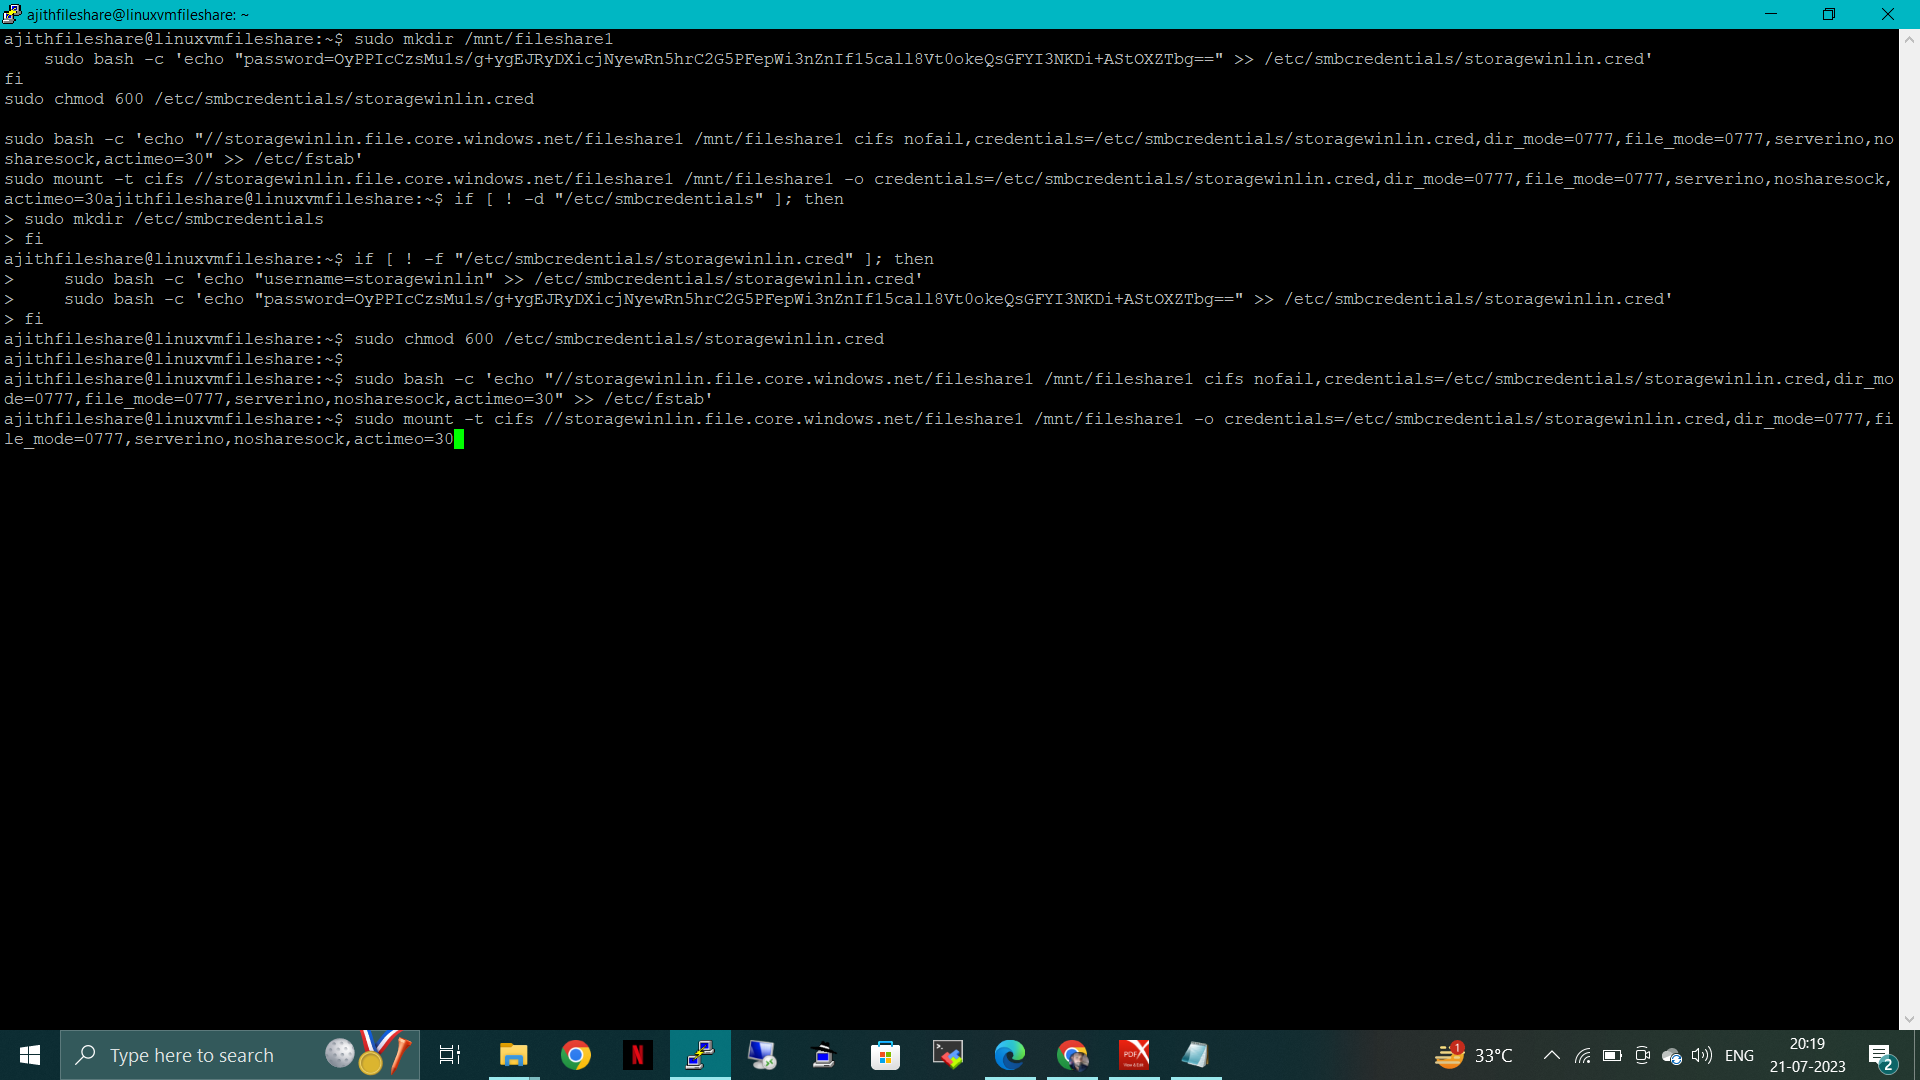 ajithfileshare@linuxvmfileshare: ~
ajithfileshare@linuxvmfileshare:~$ sudo mkdir /mnt/fileshare1
    sudo bash -c 'echo "password=OyPPIcCzsMu1s/g+ygEJRyDXicjNyewRn5hrC2G5PFepWi3nZnIf15call8Vt0okeQsGFYI3NKDi+AStOXZTbg==" >> /etc/smbcredentials/storagewinlin.cred'
fi
sudo chmod 600 /etc/smbcredentials/storagewinlin.cred
sudo bash -c 'echo "//storagewinlin.file.core.windows.net/fileshare1 /mnt/fileshare1 cifs nofail,credentials=/etc/smbcredentials/storagewinlin.cred,dir_mode=0777,file_mode=0777,serverino,no
sharesock,actimeo=30" >> /etc/fstab'
sudo mount -t cifs //storagewinlin.file.core.windows.net/fileshare1 /mnt/fileshare1 -o credentials=/etc/smbcredentials/storagewinlin.cred,dir_mode=0777,file_mode=0777,serverino,nosharesock,
actimeo=30ajithfileshare@linuxvmfileshare:~$ if [ ! -d "/etc/smbcredentials" ]; then
> sudo mkdir /etc/smbcredentials
> fi
ajithfileshare@linuxvmfileshare:~$ if [ ! -f "/etc/smbcredentials/storagewinlin.cred" ]; then
>     sudo bash -c 'echo "username=storagewinlin" >> /etc/smbcredentials/storagewinlin.cred'
>     sudo bash -c 'echo "password=OyPPIcCzsMu1s/g+ygEJRyDXicjNyewRn5hrC2G5PFepWi3nZnIf15call8Vt0okeQsGFYI3NKDi+AStOXZTbg==" >> /etc/smbcredentials/storagewinlin.cred'
> fi
ajithfileshare@linuxvmfileshare:~$ sudo chmod 600 /etc/smbcredentials/storagewinlin.cred
ajithfileshare@linuxvmfileshare:~$
ajithfileshare@linuxvmfileshare:~$ sudo bash -c 'echo "//storagewinlin.file.core.windows.net/fileshare1 /mnt/fileshare1 cifs nofail,credentials=/etc/smbcredentials/storagewinlin.cred,dir_mo
de=0777,file_mode=0777,serverino,nosharesock,actimeo=30" >> /etc/fstab'
ajithfileshare@linuxvmfileshare:~$ sudo mount -t cifs //storagewinlin.file.core.windows.net/fileshare1 /mnt/fileshare1 -o credentials=/etc/smbcredentials/storagewinlin.cred,dir_mode=0777,fi
le_mode=0777,serverino,nosharesock,actimeo=30
Type here to search
N
PDF
1
33°C
ENG
20:19
21-07-2023
2